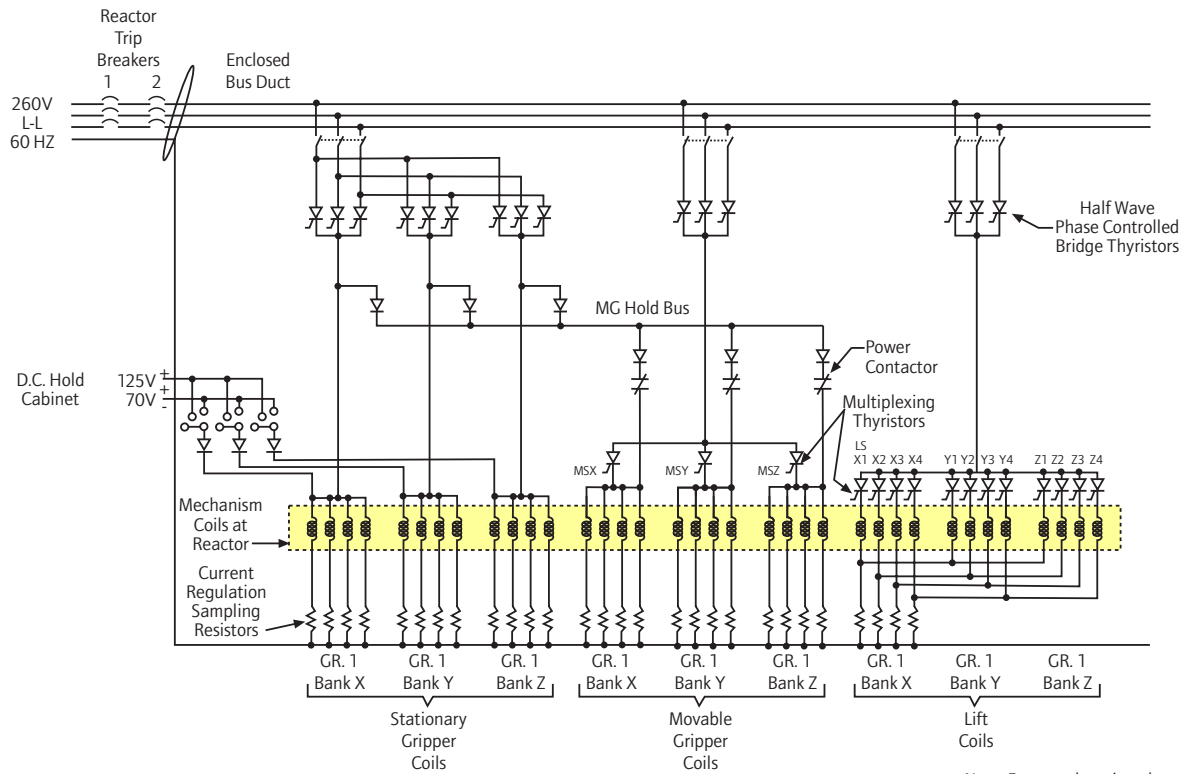 Reactor
Trip
Breakers
1 2
Enclosed
Bus Duct
260V
L-L
60 HZ
Half Wave
Phase Controlled
Bridge Thyristors
MG Hold Bus
Power
Contactor
D.C. Hold
Cabinet
125V +
70V +
-
Multiplexing
Thyristors
MSX
MSY
MSZ
LS
X1 X2 X3 X4 Y1 Y2 Y3 Y4 Z1 Z2 Z3 Z4
Mechanism
Coils at
Reactor
Current
Regulation
Sampling
Resistors
GR. 1
Bank X
GR. 1
Bank Y
GR. 1
Bank Z
GR. 1
Bank X
GR. 1
Bank Y
GR. 1
Bank Z
GR. 1
Bank X
GR. 1
Bank Y
GR. 1
Bank Z
Stationary
Gripper
Coils
Movable
Gripper
Coils
Lift
Coils